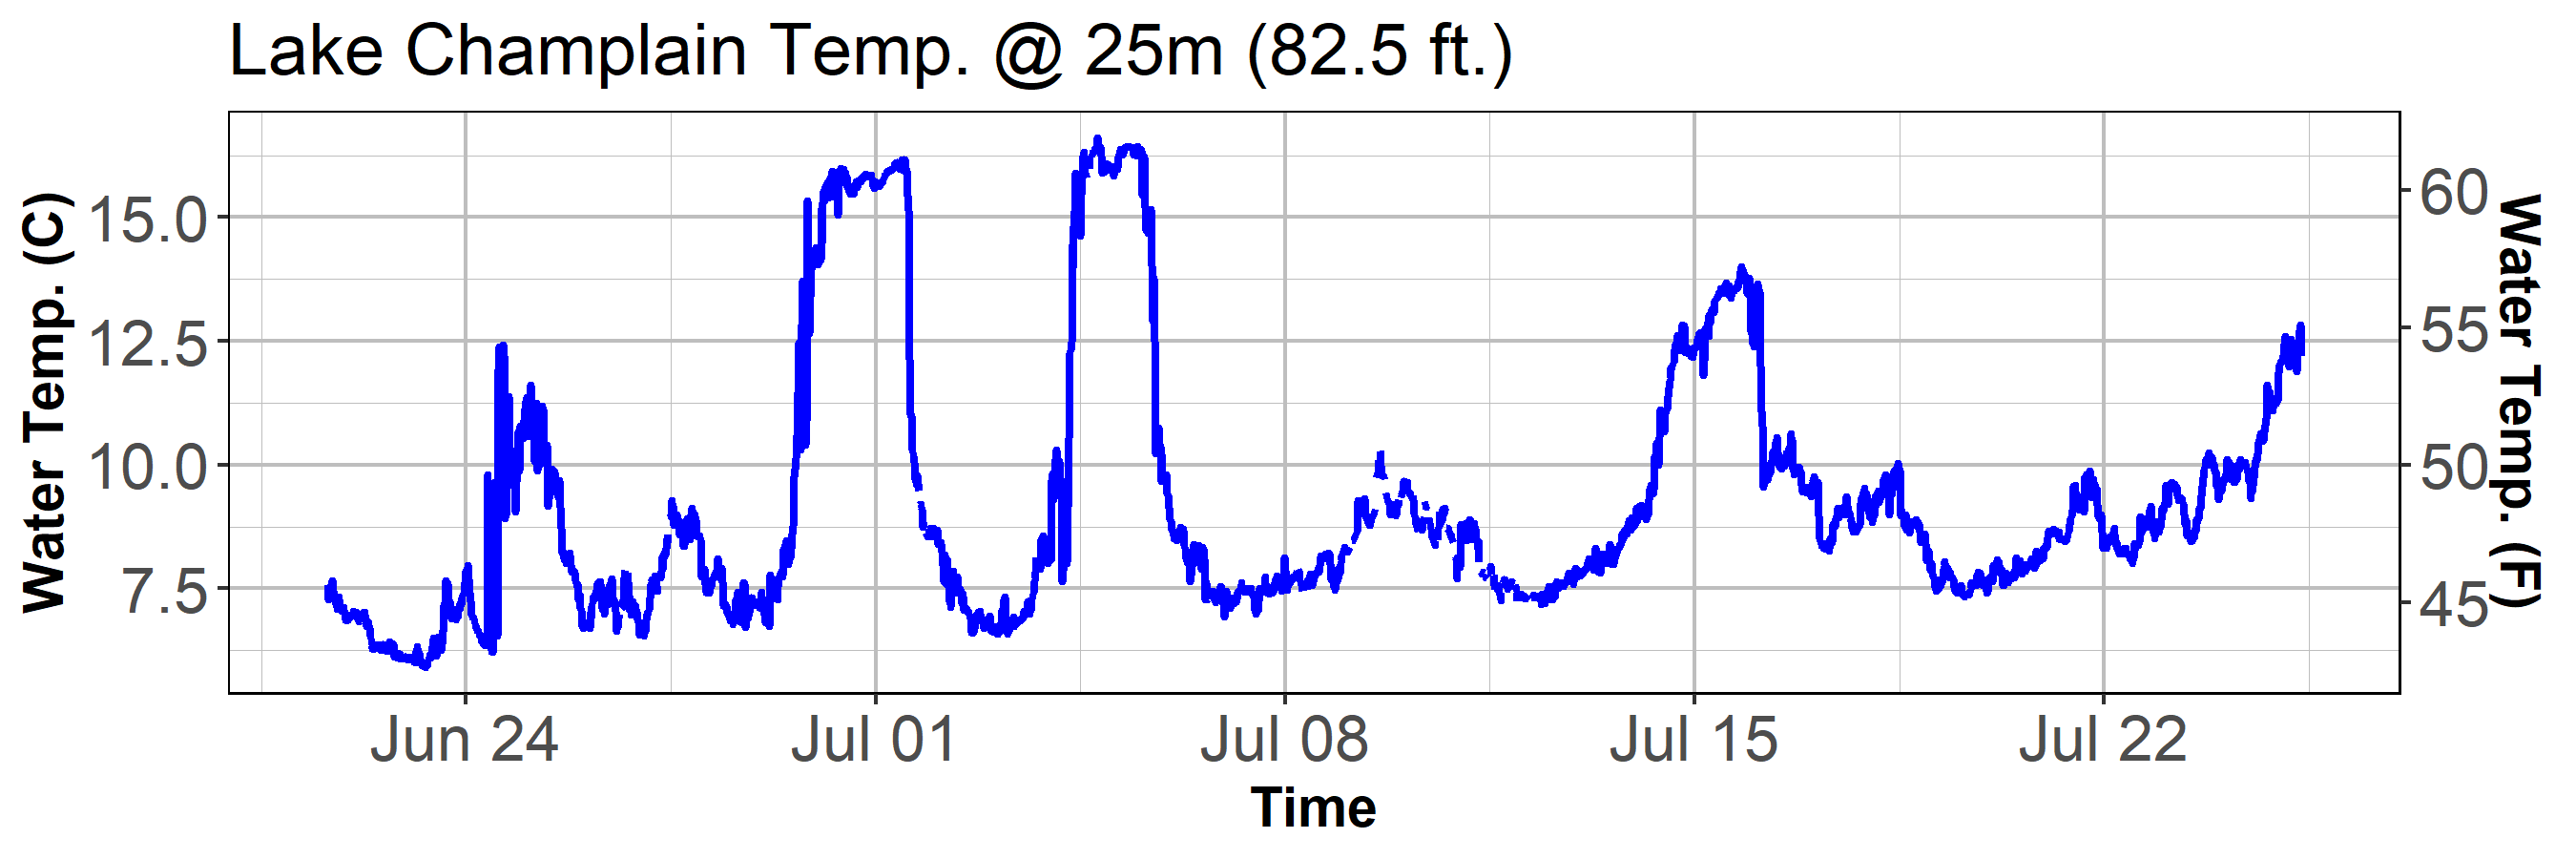 Lake Champlain Temp. @ 25m (82.5 ft.)
Water Temp. (C)
15.0
12.5
10.0
7.5
60
55
50
45
Water Temp. (F)
Jun 24
Jul 01
Jul 08
Jul 15
Jul 22
Time